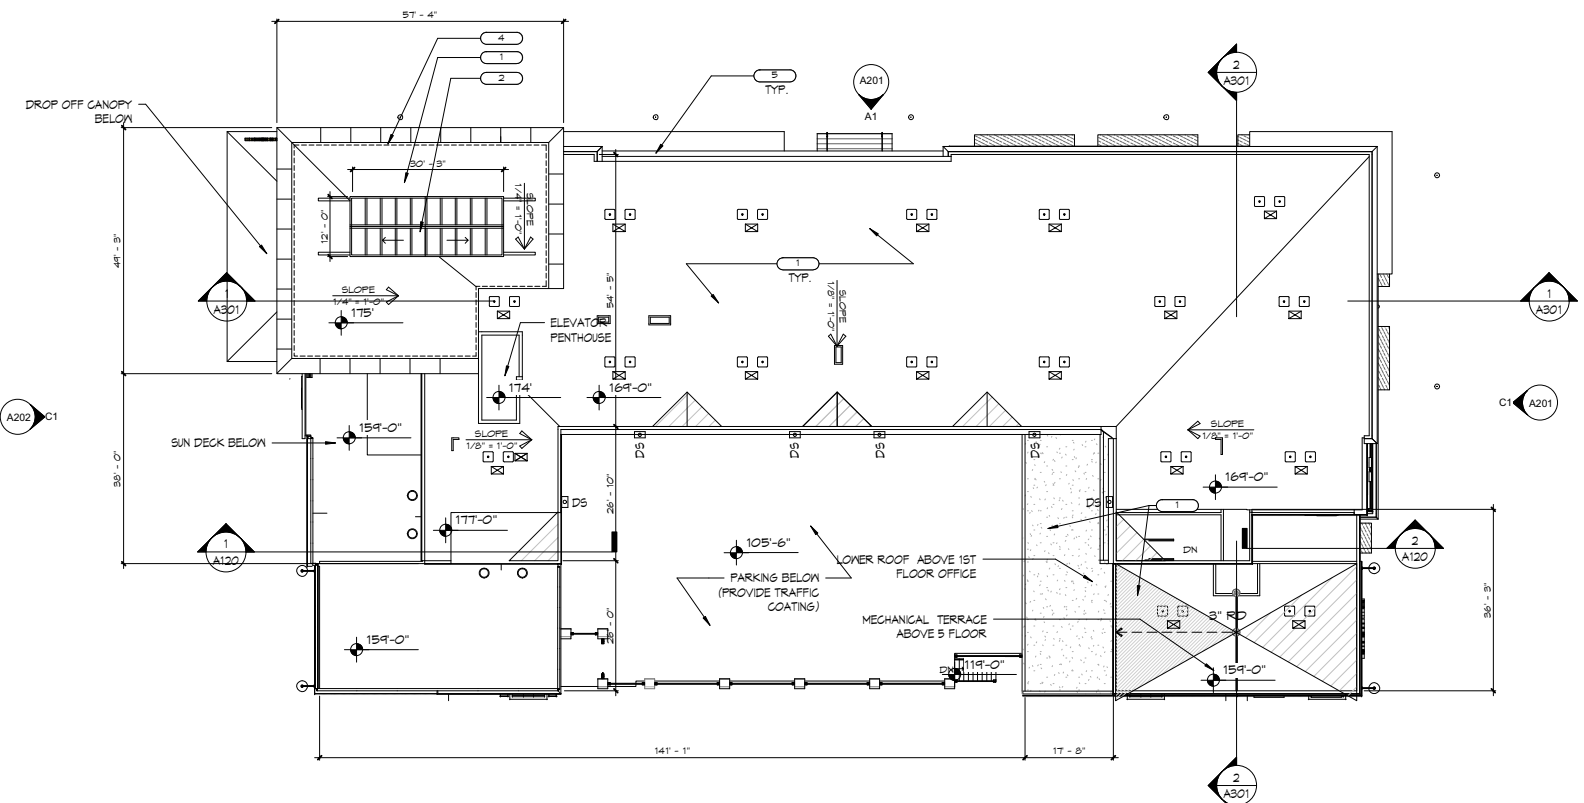 57' - 4"
4
1
2
DROP OFF CANOPY
BELOW
5
TYP.
A201
A1
2
A301
30' - 3"
12' - 0"
SLOPE
1/4" = 1'-0"
49' - 3"
SLOPE
1/4" = 1'-0"
175'
1
A301
ELEVATOR
PENTHOUSE
54' - 5"
1
TYP.
SLOPE
1/8" = 1'-0"
1
A301
174'
169'-0"
A202
C1
C1
A201
159'-0"
SUN DECK BELOW
SLOPE
1/8" = 1'-0"
DS
DS
DS
DS
SLOPE
1/8" = 1'-0"
169'-0"
38' - 0"
26' - 10"
DS
DS
1
177'-0"
1
A120
105'-6"
LOWER ROOF ABOVE 1ST
FLOOR OFFICE
DN
2
A120
PARKING BELOW
(PROVIDE TRAFFIC
COATING)
36' - 3"
MECHANICAL TERRACE
ABOVE 5 FLOOR
3" RD
159'-0"
DN
119'-0"
159'-0"
141' - 1"
17' - 8"
2
A301